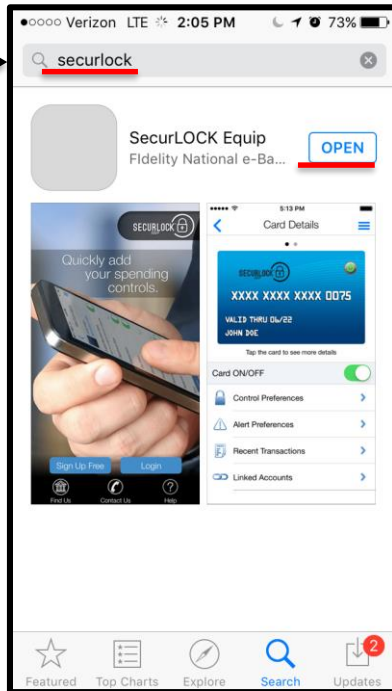 ●oooo Verizon LTE 2:05 PM 73%
securlock
SecurLOCK Equip
FIdelity National e-Ba...
OPEN
SECURLOCK
Quickly add
your spending
controls.
Sign Up Free
Login
Find Us
Contact Us
Help
5:13 PM
Card Details
SECURLOCK
XXXX XXXX XXXX 0075
VALID THRU 06/22
JOHN DOE
Tap the card to see more details
Card ON/OFF
Control Preferences
Alert Preferences
Recent Transactions
Linked Accounts
2
Featured
Top Charts
Explore
Search
Updates